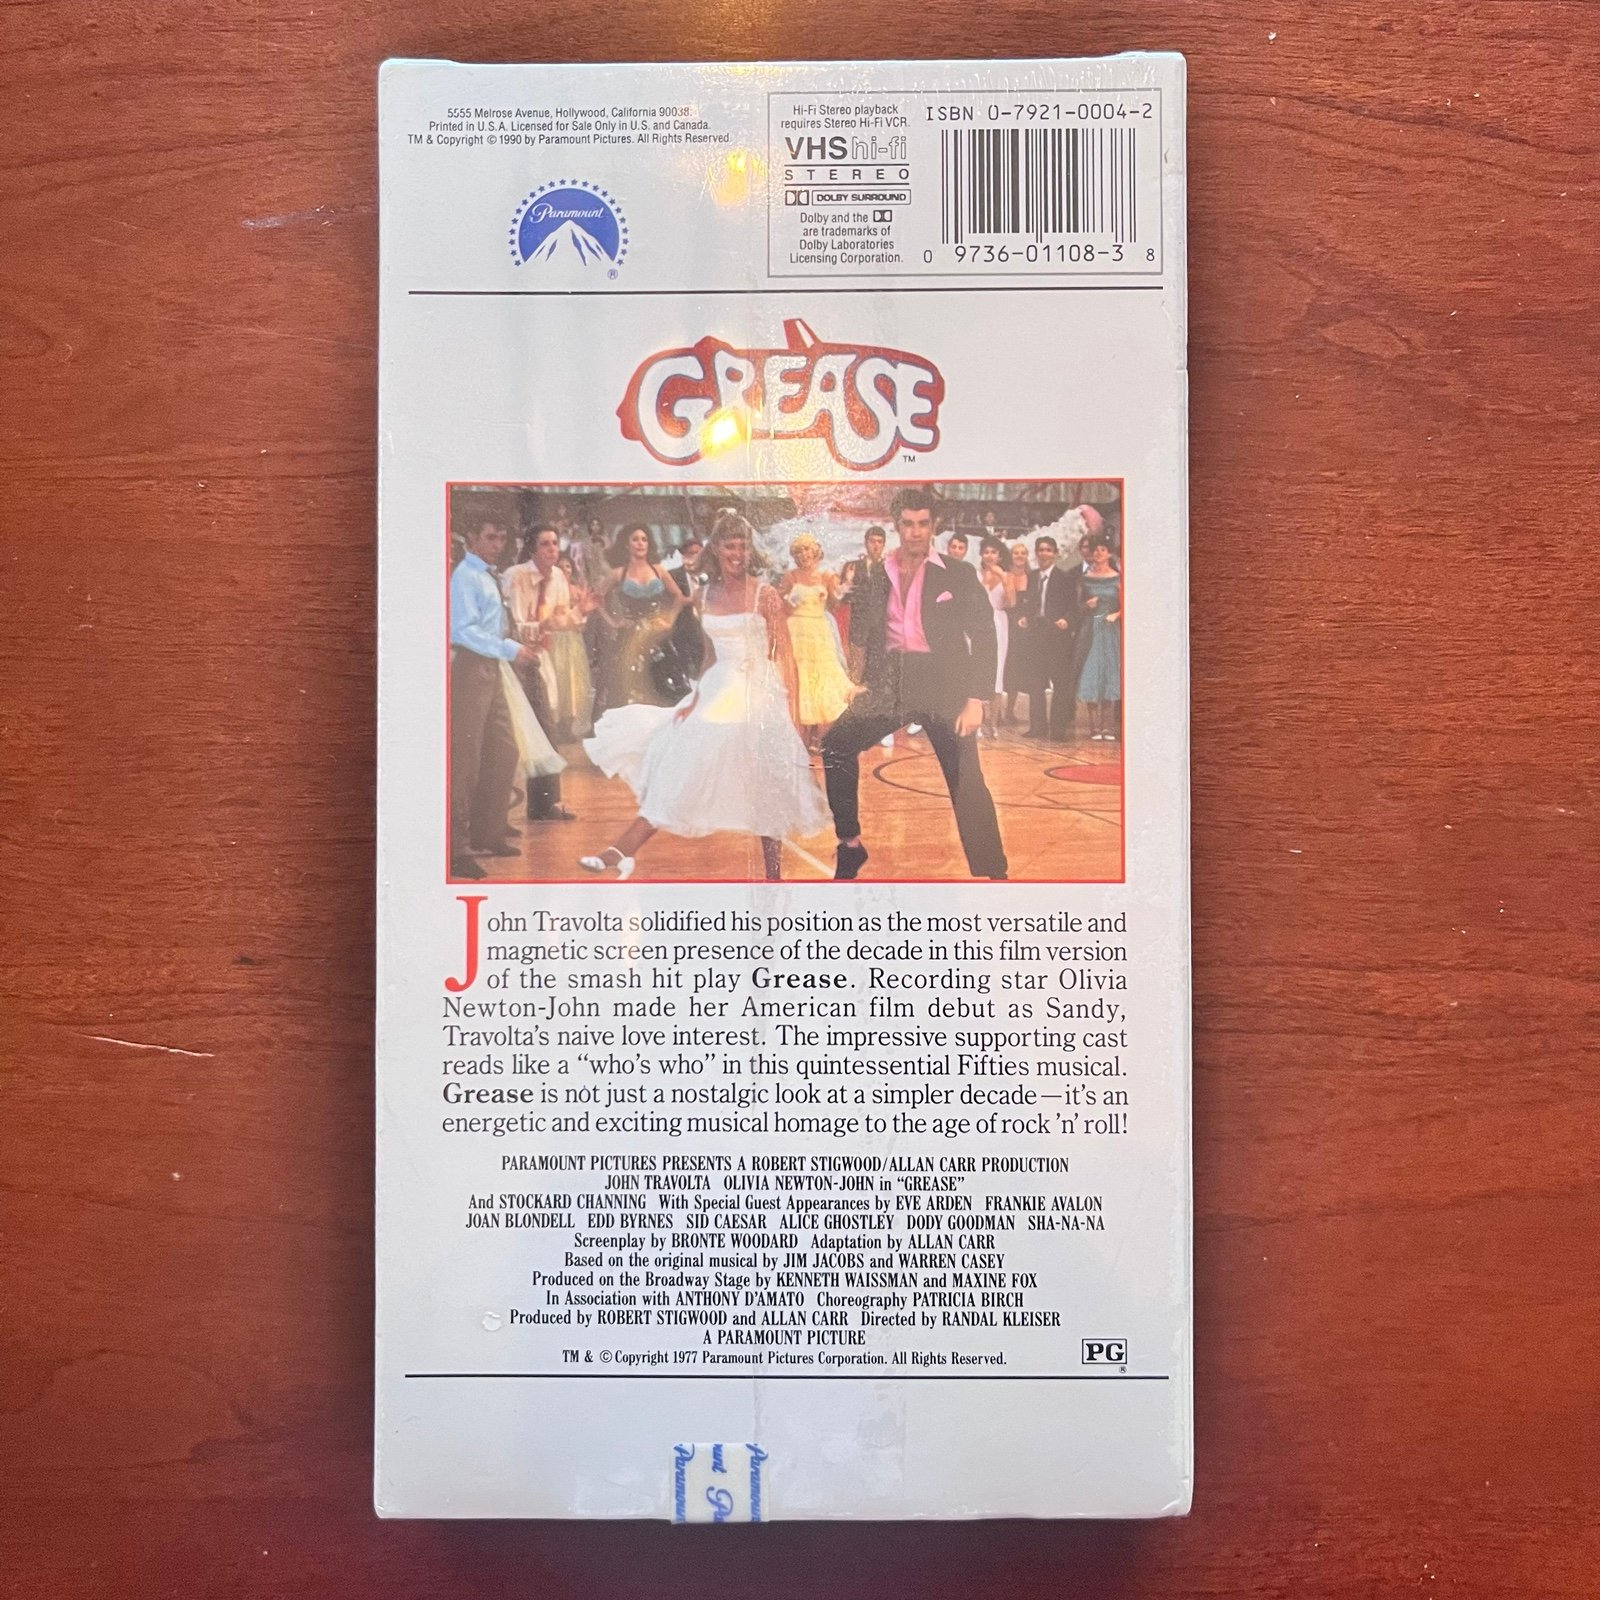 5555 Melrose Avenue, Hollywood, California 90038.
Printed in U.S.A. Licensed for Sale Only in U.S. and Canada.
TM & Copyright © 1990 by Paramount Pictures. All Rights Reserved.
Paramount
®
Hi-Fi Stereo playback
requires Stereo Hi-Fi VCR.
VHS hi-fi
STEREO
DOLBY SURROUND
Dolby and the
are trademarks of
Dolby Laboratories
Licensing Corporation.
ISBN 0-7921-0004-2
0 9736-01108-3 8
GREASE
TM
John Travolta solidified his position as the most versatile and
magnetic screen presence of the decade in this film version
of the smash hit play Grease. Recording star Olivia
Newton-John made her American film debut as Sandy,
Travolta's naive love interest. The impressive supporting cast
reads like a “who's who” in this quintessential Fifties musical.
Grease is not just a nostalgic look at a simpler decade—it's an
energetic and exciting musical homage to the age of rock 'n' roll!
PARAMOUNT PICTURES PRESENTS A ROBERT STIGWOOD/ALLAN CARR PRODUCTION
JOHN TRAVOLTA OLIVIA NEWTON-JOHN in “GREASE”
And STOCKARD CHANNING With Special Guest Appearances by EVE ARDEN FRANKIE AVALON
JOAN BLONDELL EDD BYRNES SID CAESAR ALICE GHOSTLEY DODY GOODMAN SHA-NA-NA
Screenplay by BRONTE WOODARD Adaptation by ALLAN CARR
Based on the original musical by JIM JACOBS and WARREN CASEY
Produced on the Broadway Stage by KENNETH WAISSMAN and MAXINE FOX
In Association with ANTHONY D'AMATO Choreography PATRICIA BIRCH
Produced by ROBERT STIGWOOD and ALLAN CARR Directed by RANDAL KLEISER
A PARAMOUNT PICTURE
TM & © Copyright 1977 Paramount Pictures Corporation. All Rights Reserved.
PG
®
Paramount
unt Pa
Paramount